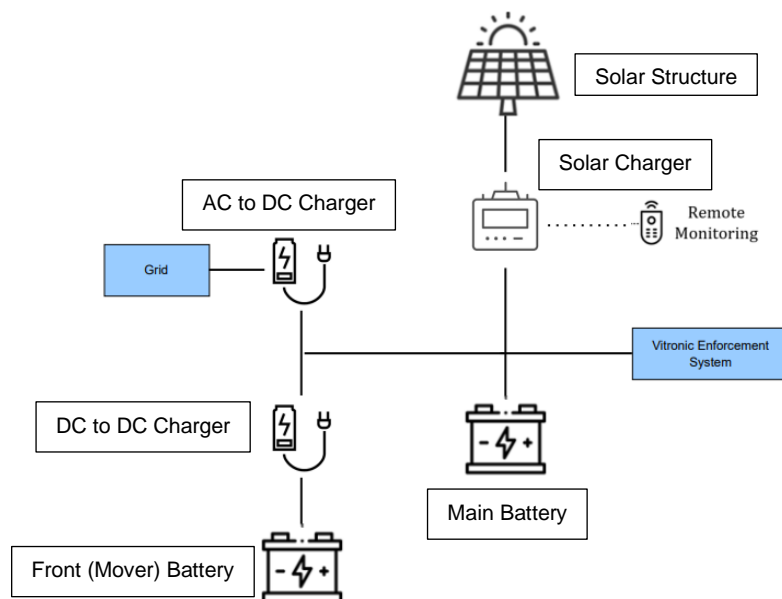 Solar Structure
Solar Charger
AC to DC Charger
Remote
Monitoring
Grid
Vitronic Enforcement
System
DC to DC Charger
Main Battery
Front (Mover) Battery